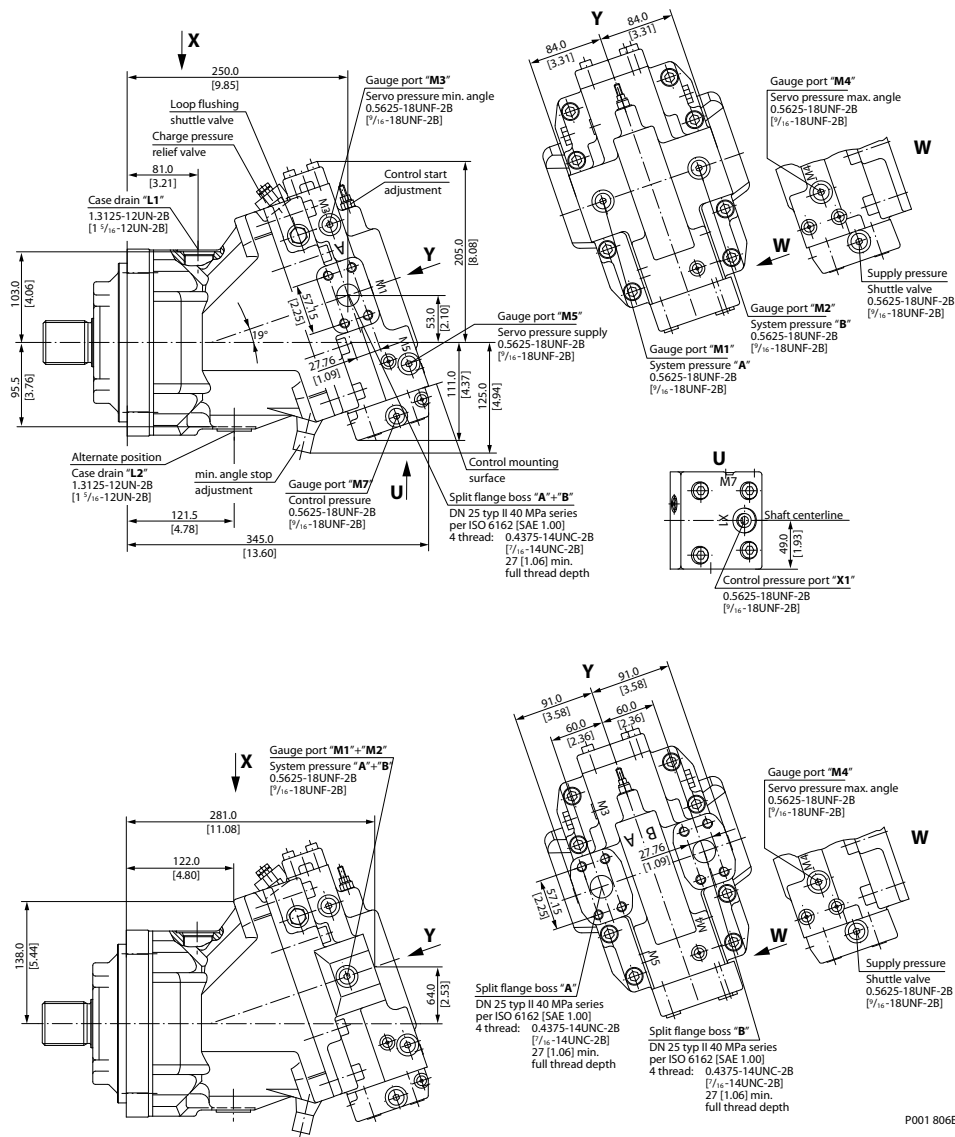 X
250.0
[9.85]
Loop flushing
shuttle valve
Charge pressure
relief valve
81.0
[3.21]
Case drain "L1"
1.3125-12UN-2B
[1 5/16-12UN-2B]
Gauge port "M3"
Servo pressure min. angle
0.5625-18UNF-2B
[9/16-18UNF-2B]
Control start
adjustment
M3
A
Y
M1
205.0
[8.08]
103.0
[4.06]
57.15
[2.25]
53.0
[2.10]
19°
M5
Gauge port "M5"
Servo pressure supply
0.5625-18UNF-2B
[9/16-18UNF-2B]
27.76
[1.09]
95.5
[3.76]
111.0
[4.37]
125.0
[4.94]
Alternate position
Case drain "L2"
1.3125-12UN-2B
[1 5/16-12UN-2B]
min. angle stop
adjustment
Gauge port "M7"
Control pressure
0.5625-18UNF-2B
[9/16-18UNF-2B]
U
Control mounting
surface
Split flange boss "A"+"B"
DN 25 typ II 40 MPa series
per ISO 6162 [SAE 1.00]
4 thread: 0.4375-14UNC-2B
[7/16-14UNC-2B]
27 [1.06] min.
full thread depth
121.5
[4.78]
345.0
[13.60]
Y
84.0
[3.31]
84.0
[3.31]
W
Gauge port "M1"
System pressure "A"
0.5625-18UNF-2B
[9/16-18UNF-2B]
Gauge port "M2"
System pressure "B"
0.5625-18UNF-2B
[9/16-18UNF-2B]
Gauge port "M4"
Servo pressure max. angle
0.5625-18UNF-2B
[9/16-18UNF-2B]
W
M4
Supply pressure
Shuttle valve
0.5625-18UNF-2B
[9/16-18UNF-2B]
U
M7
X1
Shaft centerline
49.0
[1.93]
Control pressure port "X1"
0.5625-18UNF-2B
[9/16-18UNF-2B]
X
Gauge port "M1"+"M2"
System pressure "A"+"B"
0.5625-18UNF-2B
[9/16-18UNF-2B]
281.0
[11.08]
122.0
[4.80]
138.0
[5.44]
Y
64.0
[2.53]
Y
91.0
[3.58]
91.0
[3.58]
60.0
[2.36]
60.0
[2.36]
M3
A
B
27.76
[1.09]
57.15
[2.25]
M4
M5
W
Split flange boss "A"
DN 25 typ II 40 MPa series
per ISO 6162 [SAE 1.00]
4 thread: 0.4375-14UNC-2B
[7/16-14UNC-2B]
27 [1.06] min.
full thread depth
Split flange boss "B"
DN 25 typ II 40 MPa series
per ISO 6162 [SAE 1.00]
4 thread: 0.4375-14UNC-2B
[7/16-14UNC-2B]
27 [1.06] min.
full thread depth
Gauge port "M4"
Servo pressure max. angle
0.5625-18UNF-2B
[9/16-18UNF-2B]
W
M4
Supply pressure
Shuttle valve
0.5625-18UNF-2B
[9/16-18UNF-2B]
P001 806E